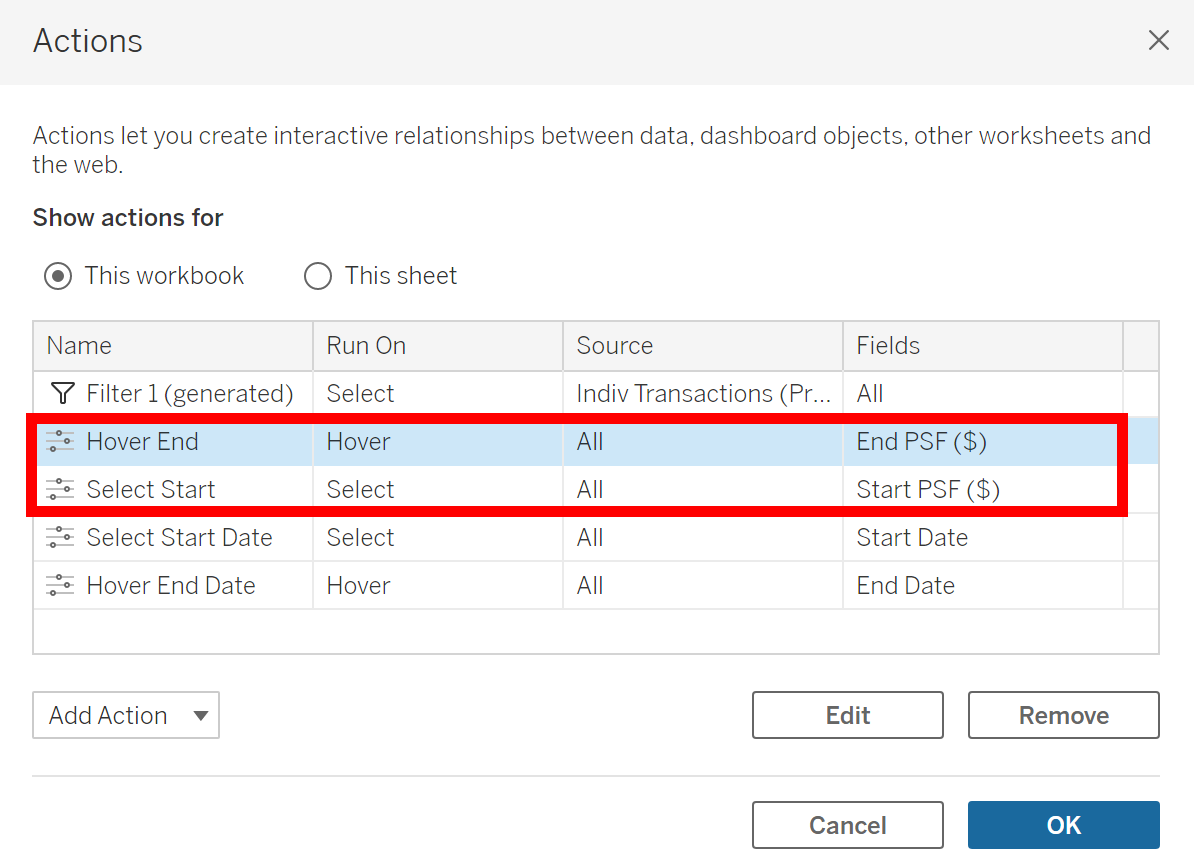 Actions
Actions let you create interactive relationships between data, dashboard objects, other worksheets and
the web.
Show actions for
This workbook This sheet
Name Run On Source Fields
Filter 1 (generated) Select Indiv Transactions (Pr... All
Hover End Hover All End PSF ($)
Select Start Select All Start PSF ($)
Select Start Date Select All Start Date
Hover End Date Hover All End Date
Add Action Edit Remove
Cancel OK